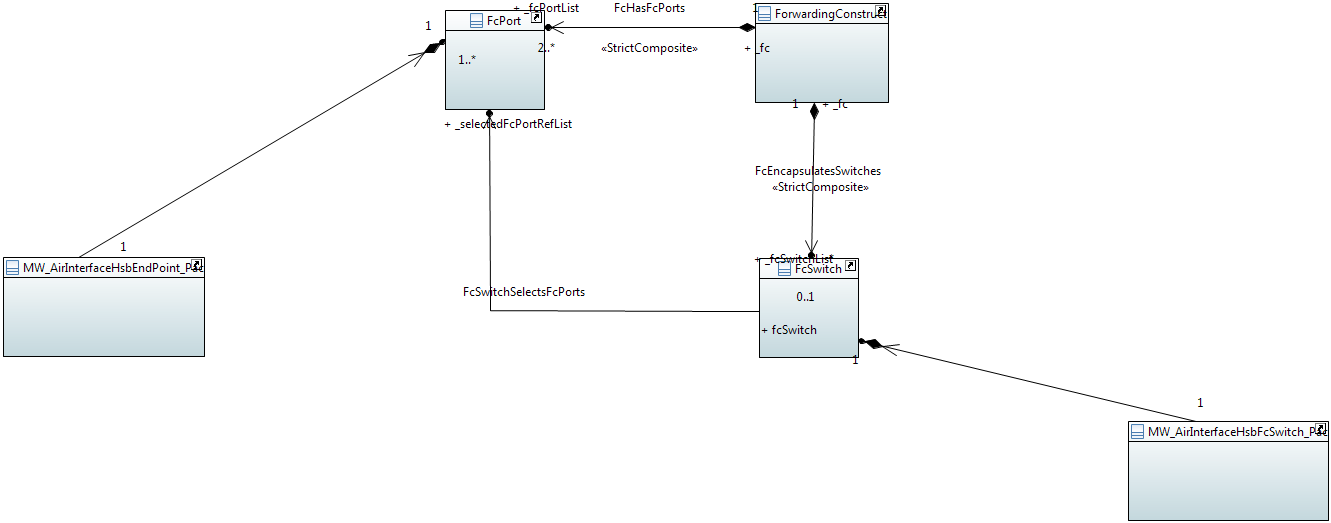 + _fcPortList
FcHasFcPorts
1
ForwardingConstruct
FcPort
1
2..*
«StrictComposite»
+ _fc
1..*
1
+ _fc
+ _selectedFcPortRefList
FcEncapsulatesSwitches
«StrictComposite»
1
MW_AirInterfaceHsbEndPoint_Pac
+ _fcSwitchList
*
FcSwitch
FcSwitchSelectsFcPorts
0..1
+ fcSwitch
1
1
MW_AirInterfaceHsbFcSwitch_Pac